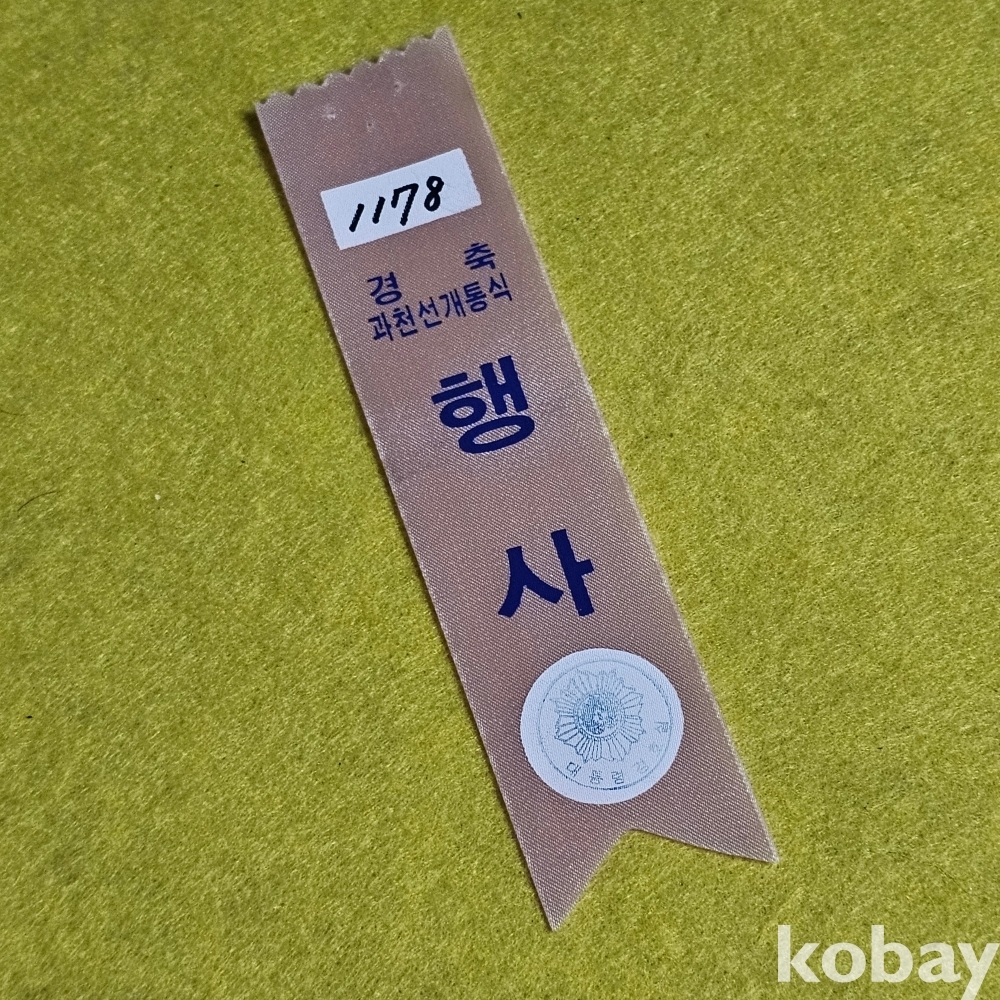 1178
경 축
과천선개통식
행
사
대통령경호실
kobay